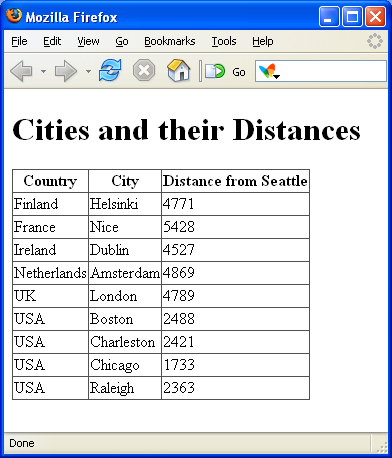 Mozilla Firefox
File Edit View Go Bookmarks Tools Help
Go
Cities and their Distances
Country City Distance from Seattle
Finland Helsinki 4771
France Nice 5428
Ireland Dublin 4527
Netherlands Amsterdam 4869
UK London 4789
USA Boston 2488
USA Charleston 2421
USA Chicago 1733
USA Raleigh 2363
Done